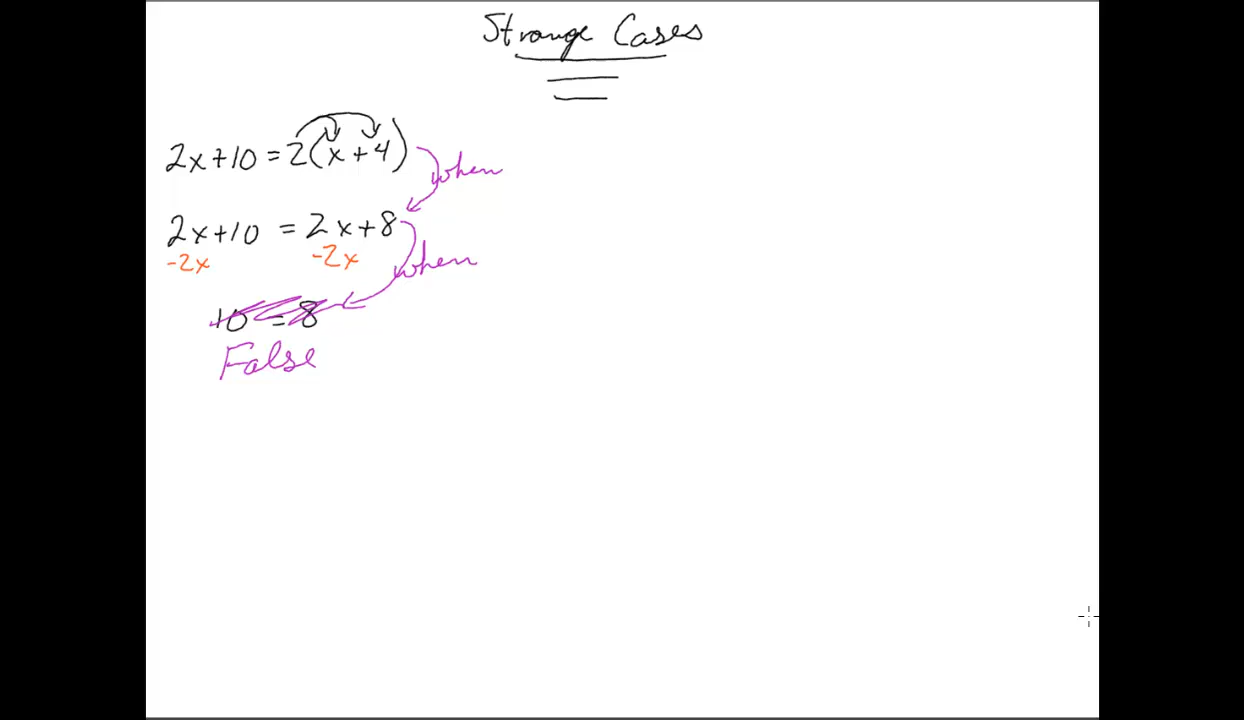 Strange Cases
2x+10=2(x+4)
when
2x+10 = 2x+8
-2x -2x
when
10 = 8
False